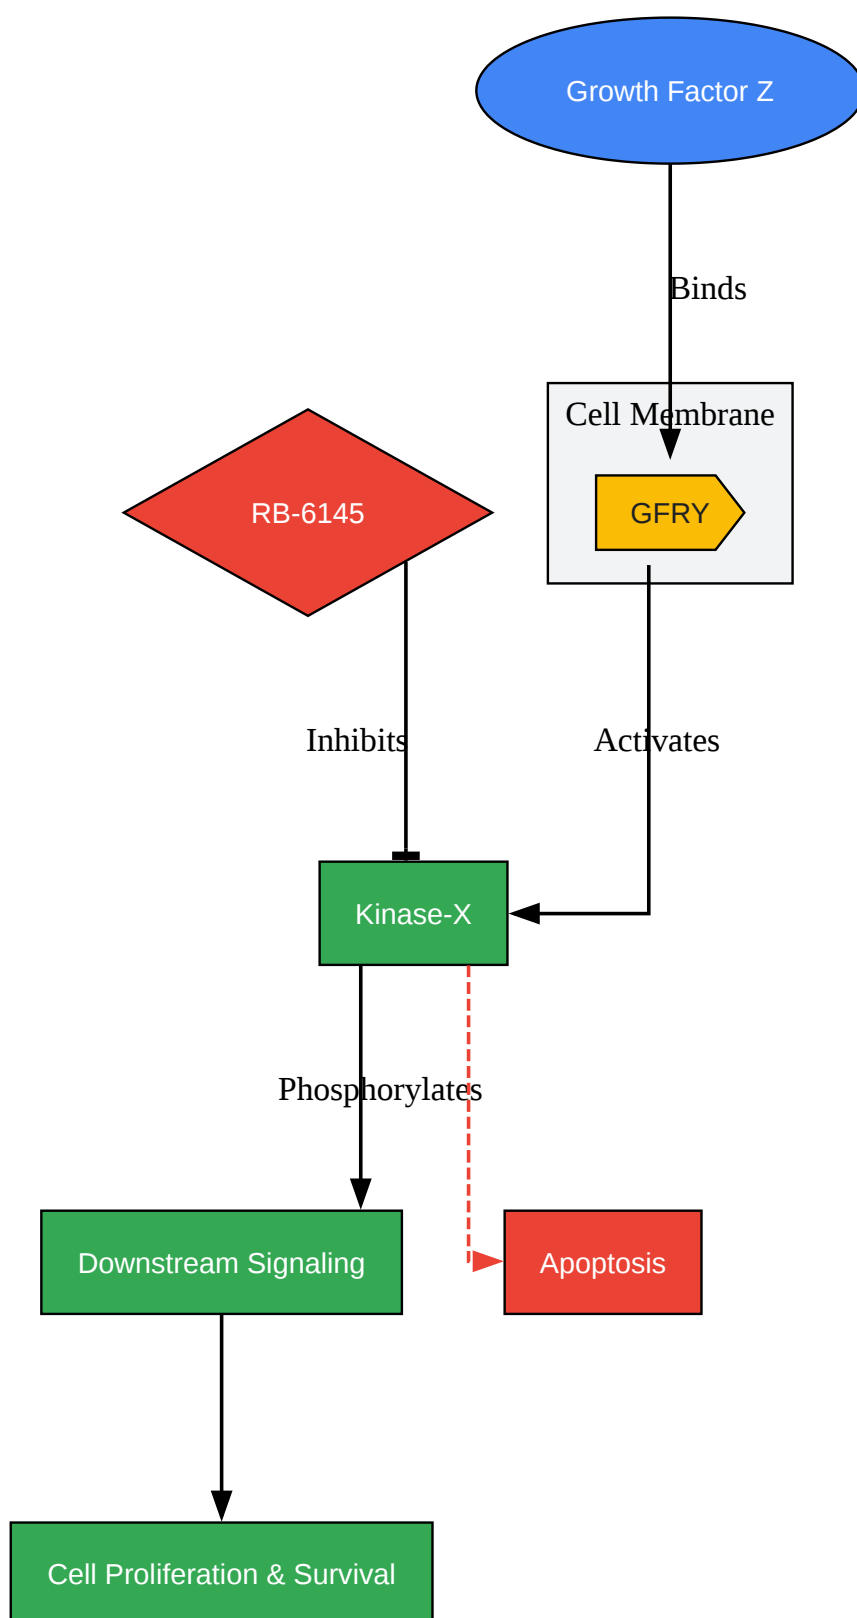 Growth Factor Z
Binds
Cell Membrane
RB-6145
GFRY
Inhibits
Activates
Kinase-X
Phosphorylates
Downstream Signaling
Apoptosis
Cell Proliferation & Survival